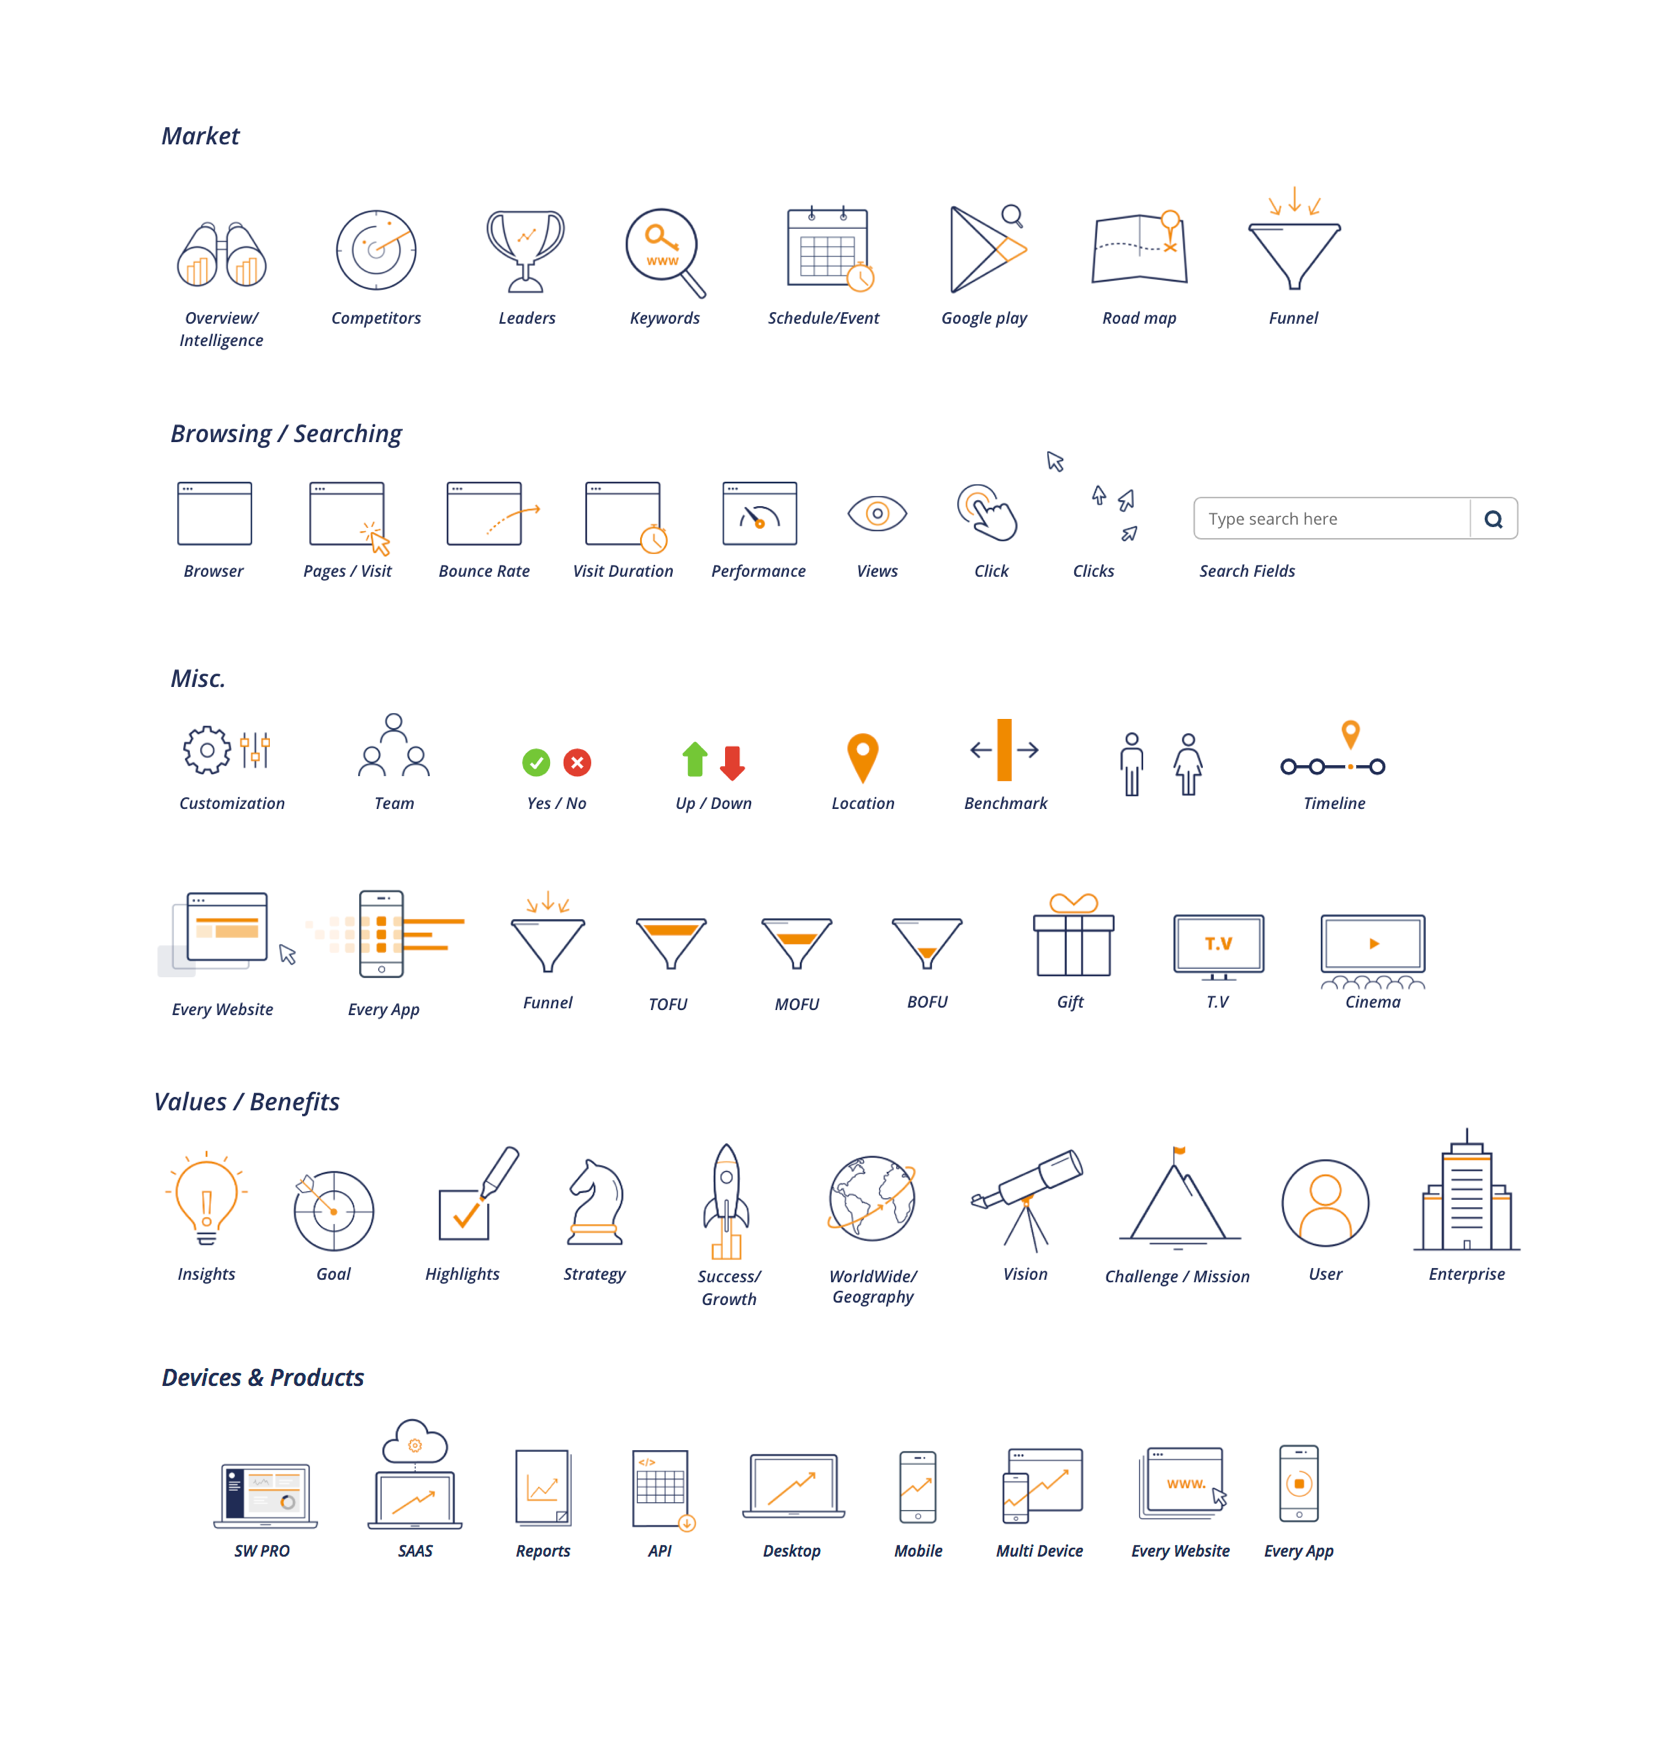 Market
www
Overview/
Intelligence
Competitors
Leaders
Keywords
Schedule/Event
Google play
Road map
Funnel
Browsing / Searching
Type search here
Browser
Pages / Visit
Bounce Rate
Visit Duration
Performance
Views
Click
Clicks
Search Fields
Misc.
Customization
Team
Yes / No
Up / Down
Location
Benchmark
Timeline
T.V
Every Website
Every App
Funnel
TOFU
MOFU
BOFU
Gift
T.V
Cinema
Values / Benefits
Insights
Goal
Highlights
Strategy
Success/
Growth
WorldWide/
Geography
Vision
Challenge / Mission
User
Enterprise
Devices & Products
</>
www.
SW PRO
SAAS
Reports
API
Desktop
Mobile
Multi Device
Every Website
Every App